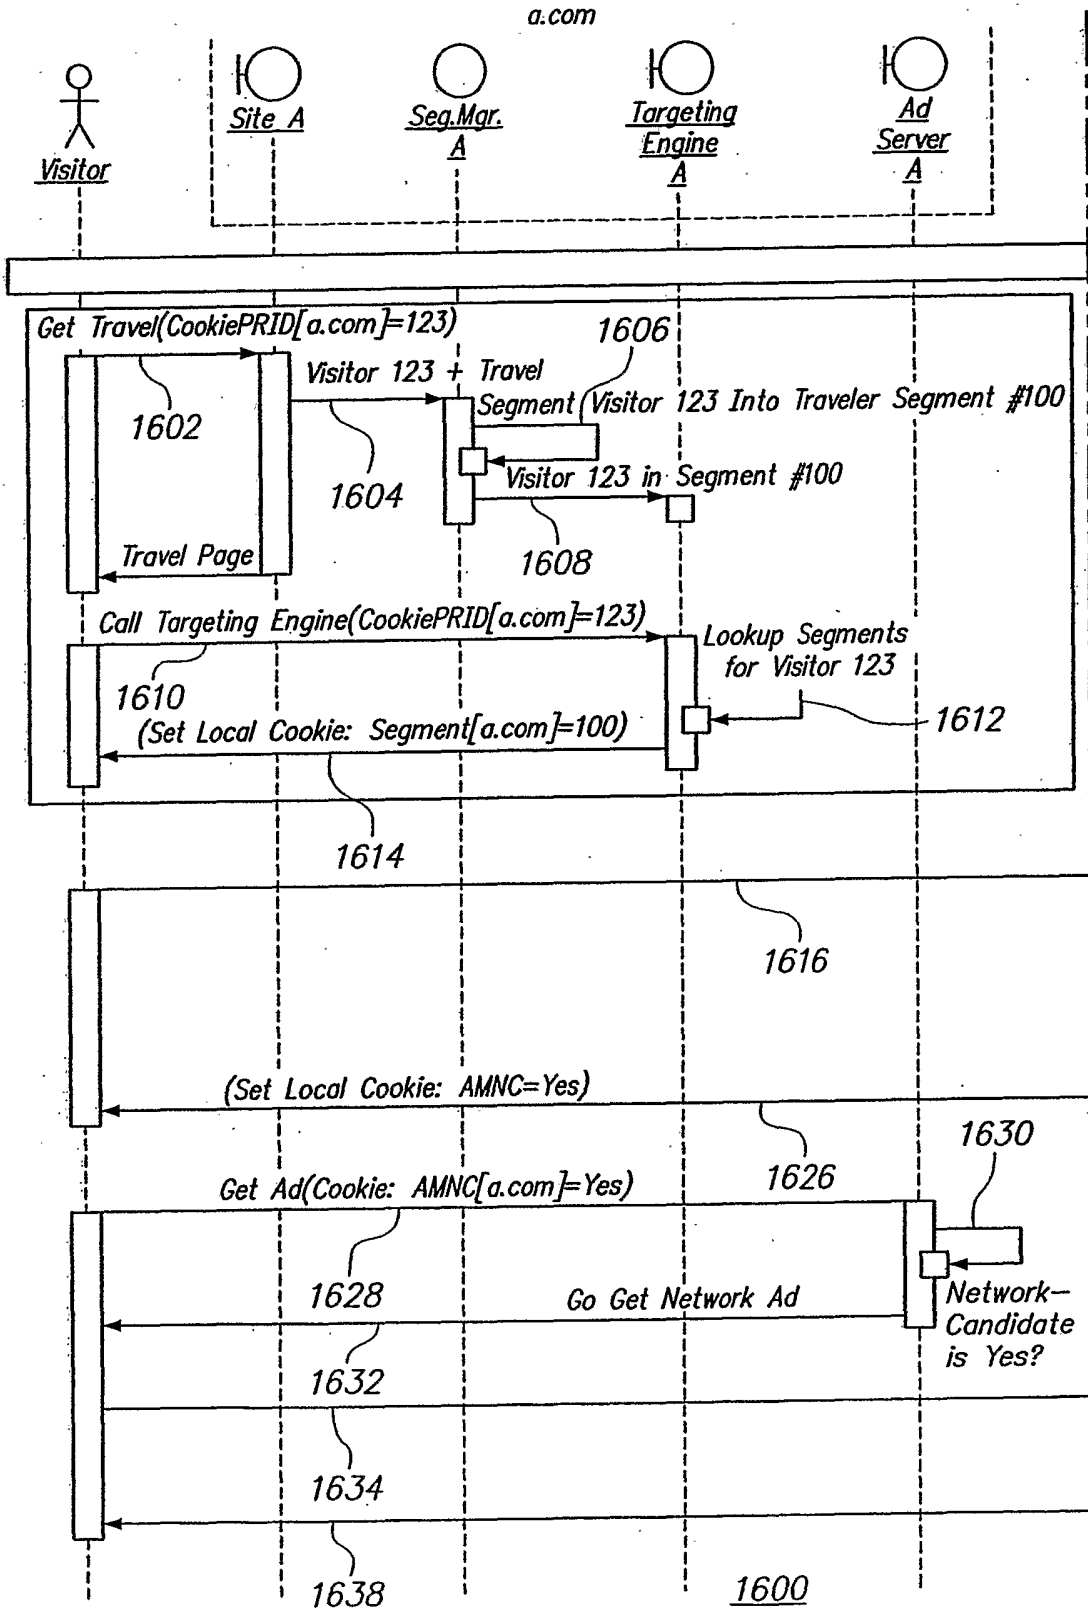 a.com
Visitor
Site A
Seg.Mgr.
A
Targeting
Engine
A
Ad
Server
A
Get Travel(CookiePRID[a.com]=123)
1602
Visitor 123 + Travel
1604
1606
Segment Visitor 123 Into Traveler Segment #100
Visitor 123 in Segment #100
1608
Travel Page
Call Targeting Engine(CookiePRID[a.com]=123)
1610
Lookup Segments
for Visitor 123
1612
(Set Local Cookie: Segment[a.com]=100)
1614
1616
(Set Local Cookie: AMNC=Yes)
1626
1630
Get Ad(Cookie: AMNC[a.com]=Yes)
1628
Go Get Network Ad
Network-
Candidate
is Yes?
1632
1634
1638
1600